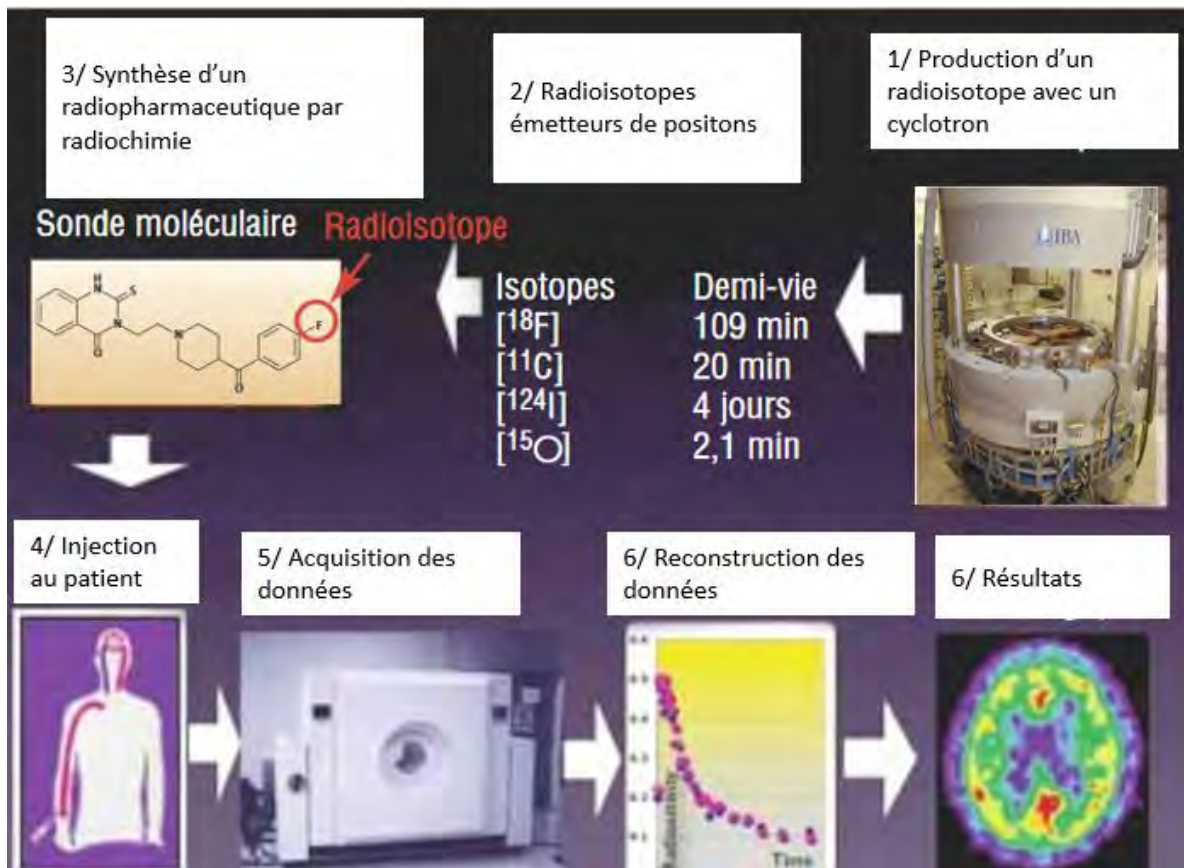 3/ Synthèse d'un
radiopharmaceutique par
radiochimie
2/ Radioisotopes
émetteurs de positons
1/ Production d'un
radioisotope avec un
cyclotron
Sonde moléculaire Radioisotope
IBA
H
N
S
N
O
N
O
F
Isotopes Demi-vie
[¹⁸F] 109 min
[¹¹C] 20 min
[¹²⁴I] 4 jours
[¹⁵O] 2,1 min
4/ Injection
au patient
5/ Acquisition des
données
6/ Reconstruction des
données
6/ Résultats
Radioactivity
Time